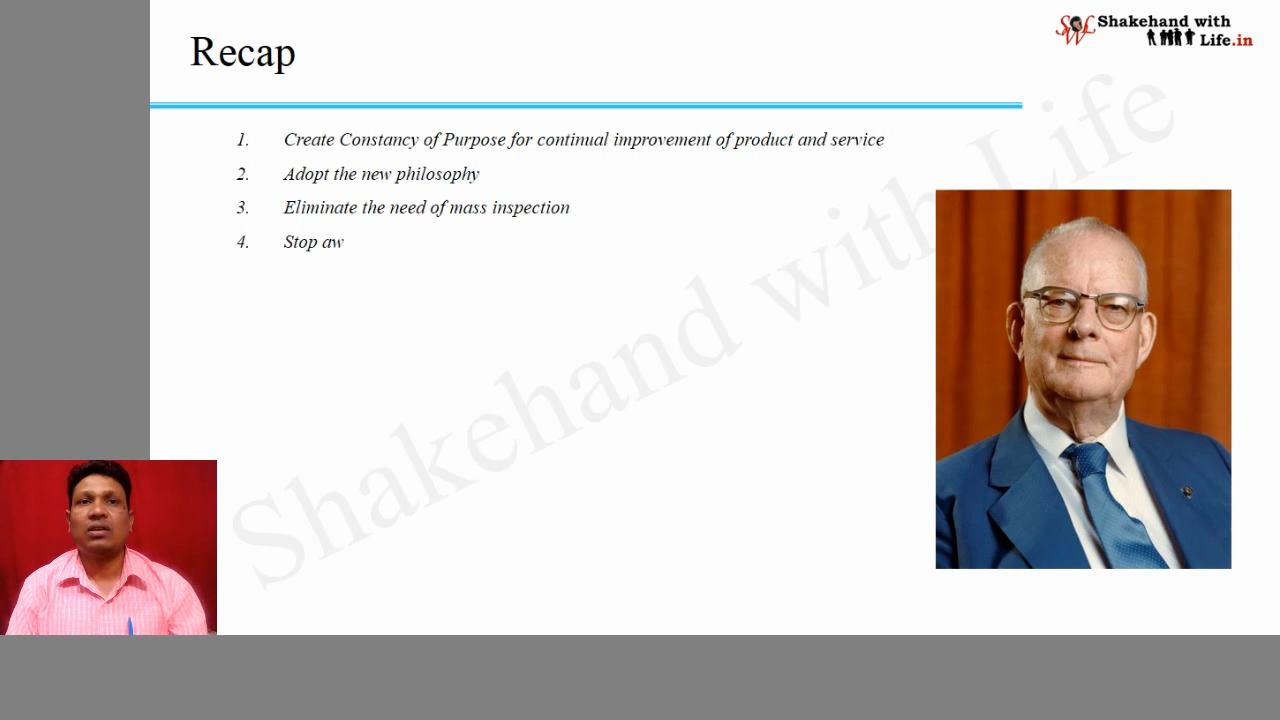 Shakehand with
Life.in
Recap
1. Create Constancy of Purpose for continual improvement of product and service
2. Adopt the new philosophy
3. Eliminate the need of mass inspection
4. Stop aw
Shakehand with Life